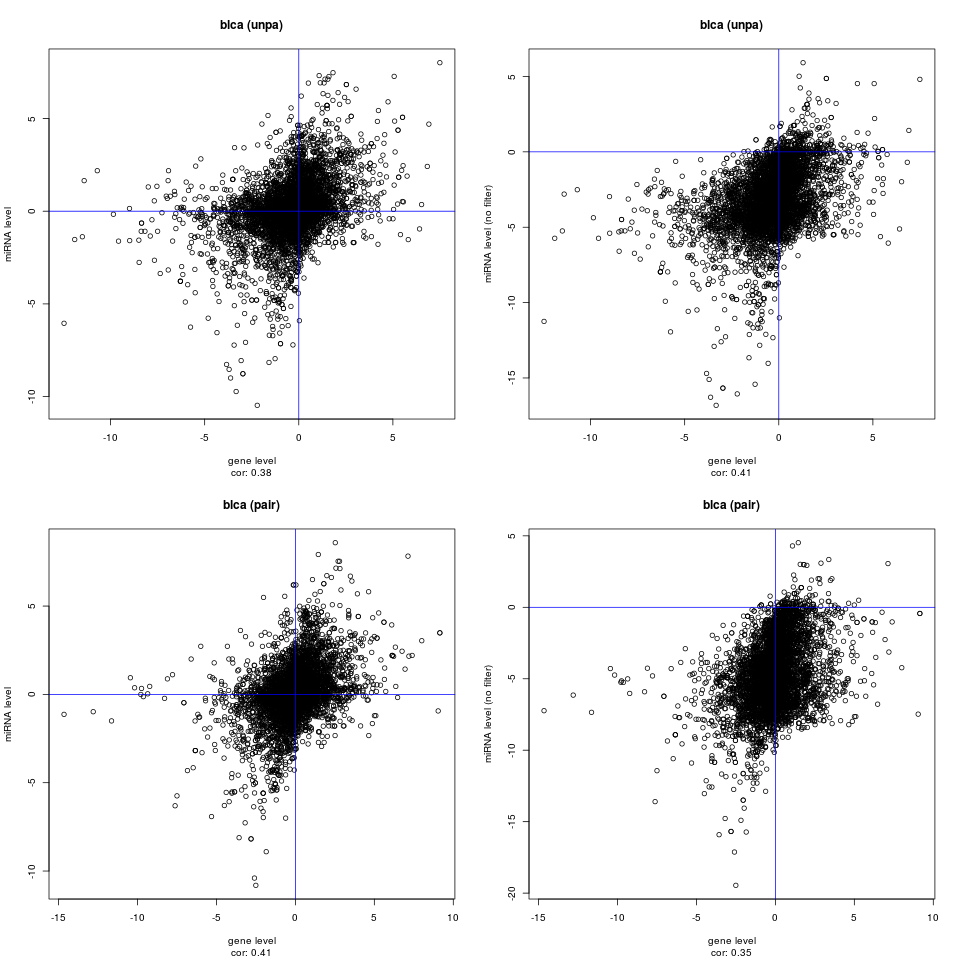 blca (unpa)
miRNA level
5
0
-5
-10
-10 -5 0 5
gene level
cor: 0.38
blca (unpa)
miRNA level (no filter)
5
0
-5
-10
-15
-10 -5 0 5
gene level
cor: 0.41
blca (pair)
miRNA level
5
0
-5
-10
-15 -10 -5 0 5 10
gene level
cor: 0.41
blca (pair)
miRNA level (no filter)
5
0
-5
-10
-15
-20
-15 -10 -5 0 5 10
gene level
cor: 0.35